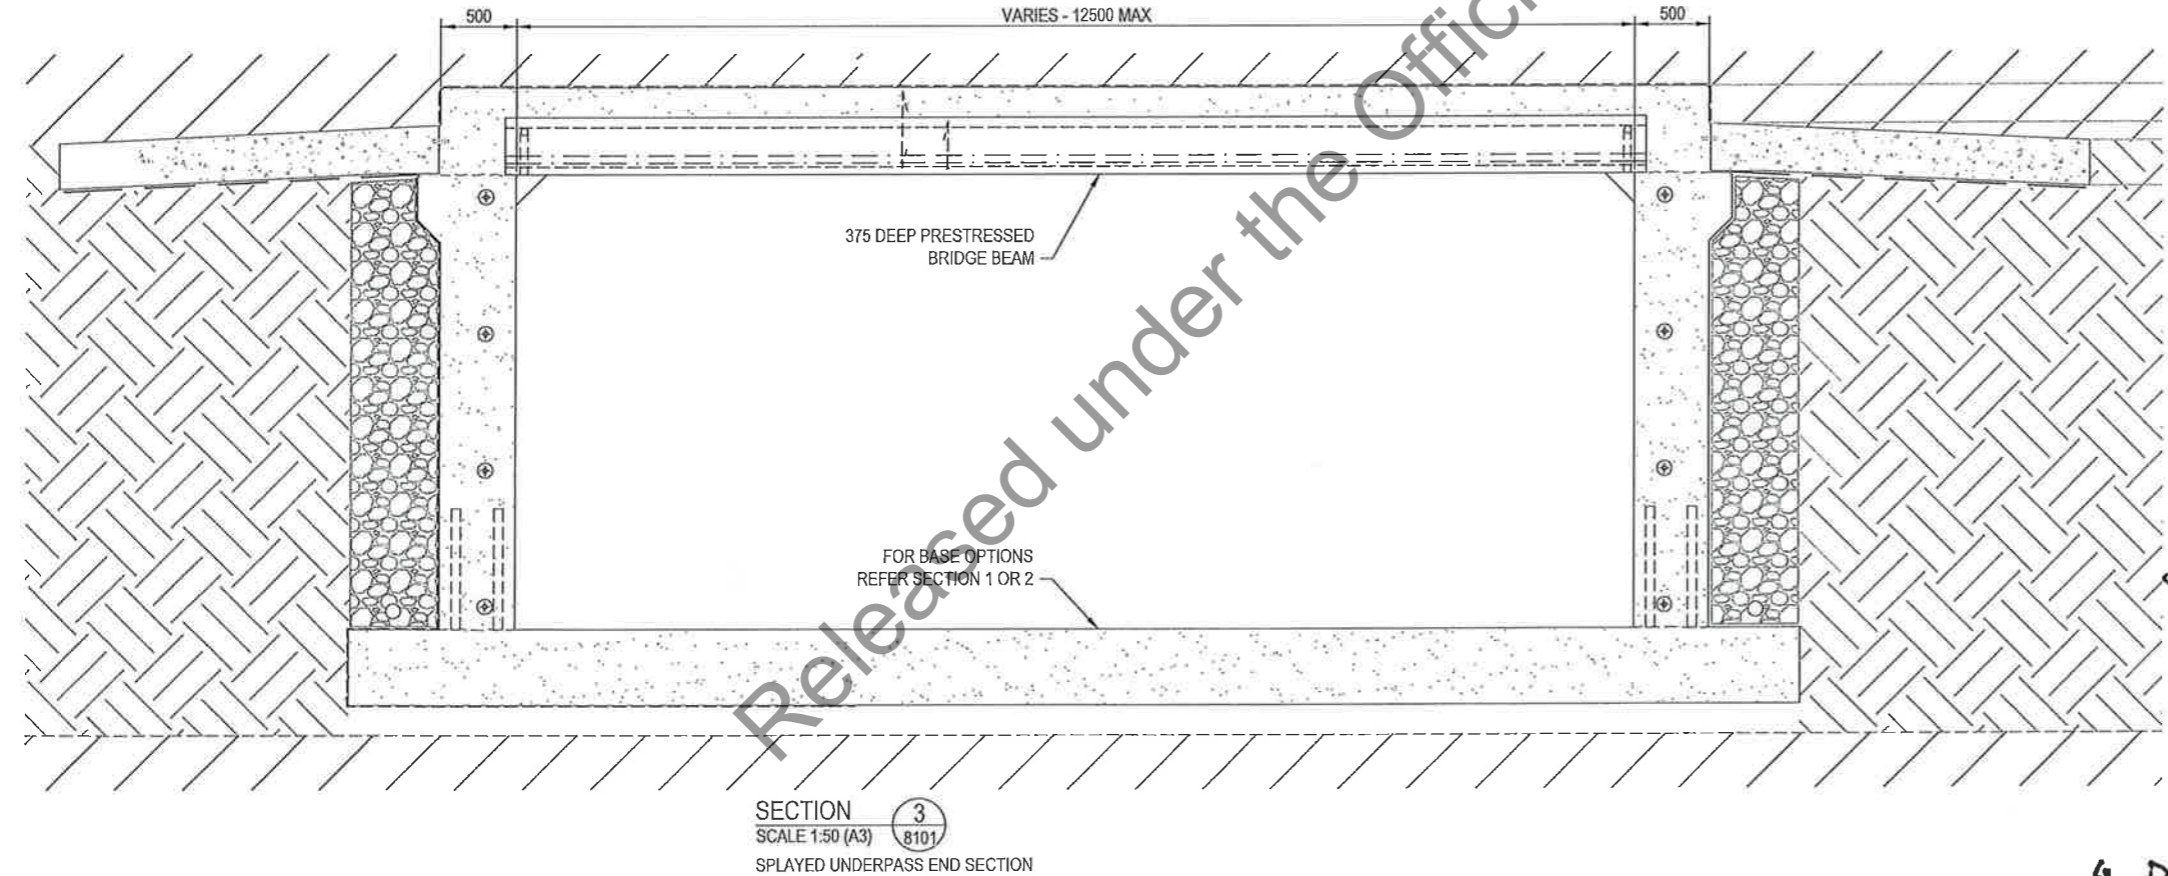 500
VARIES - 12500 MAX
500
375 DEEP PRESTRESSED
BRIDGE BEAM
FOR BASE OPTIONS
REFER SECTION 1 OR 2
Released under the
SECTION
3
8101
SCALE 1:50 (A3)
SPLAYED UNDERPASS END SECTION